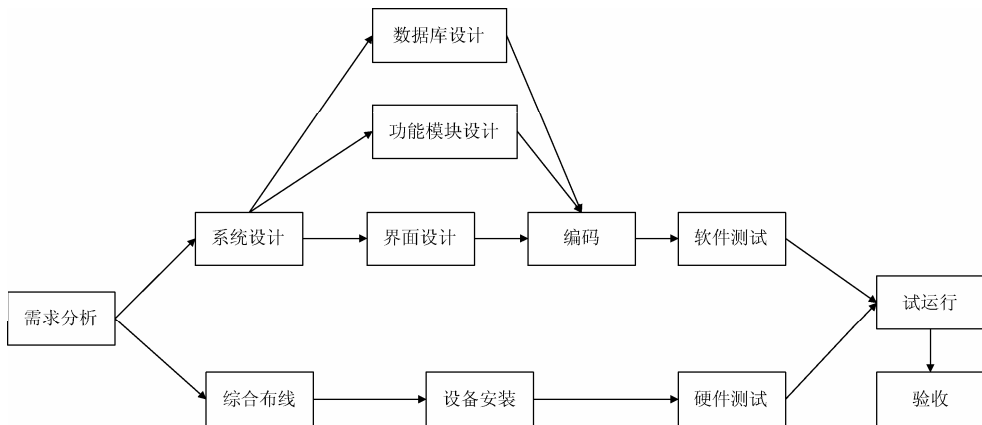 数据库设计
功能模块设计
系统设计
界面设计
编码
软件测试
需求分析
试运行
综合布线
设备安装
硬件测试
验收